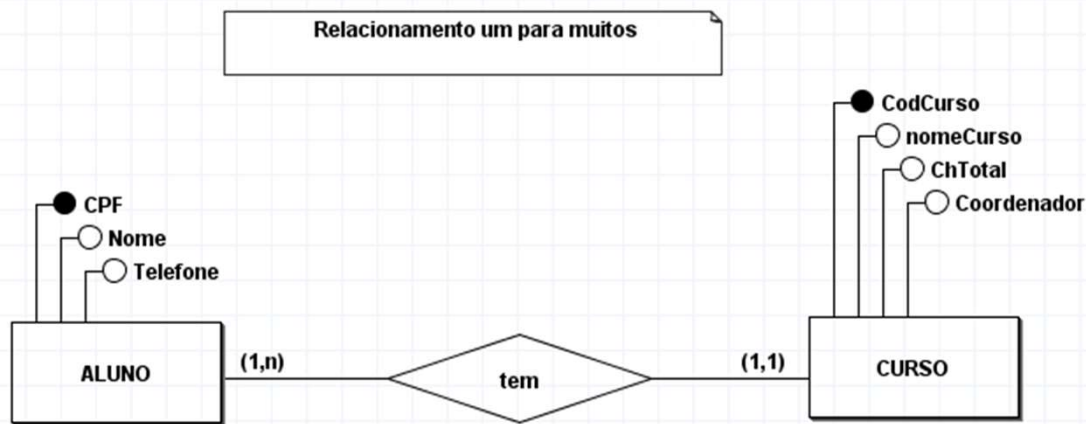 Relacionamento um para muitos
CodCurso
nomeCurso
ChTotal
Coordenador
CPF
Nome
Telefone
ALUNO
(1,n)
tem
(1,1)
CURSO